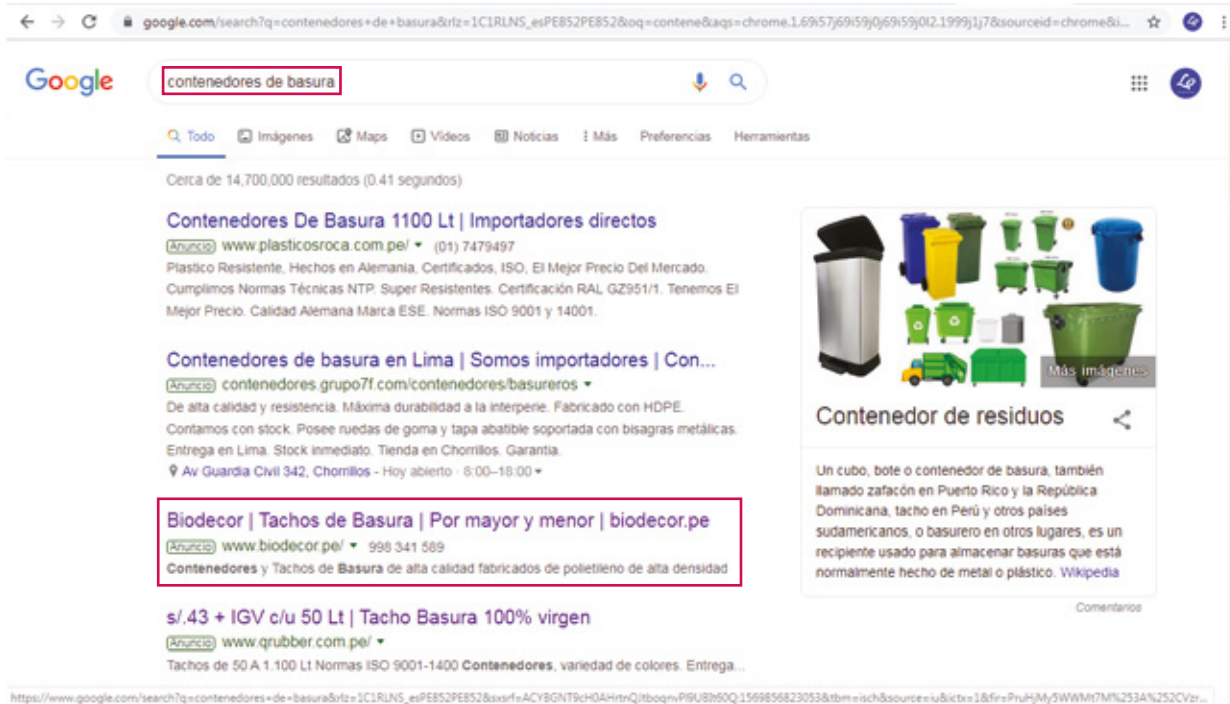 google.com/search?q=contenedores+de+basura&rlz=1C1RLNS_esPE852PE852&oq=contene&aqs=chrome.1.69i57j69i59j0j69i59j0l2.1999j1j7&sourceid=chrome&i...
Google
contenedores de basura
Todo Imágenes Maps Vídeos Noticias Más Preferencias Herramientas
Cerca de 14,700,000 resultados (0.41 segundos)
Contenedores De Basura 1100 Lt | Importadores directos
Anuncio www.plasticosroca.com.pe/ (01) 7479497
Plastico Resistente, Hechos en Alemania, Certificados, ISO, El Mejor Precio Del Mercado.
Cumplimos Normas Técnicas NTP. Super Resistentes. Certificación RAL GZ951/1. Tenemos El
Mejor Precio. Calidad Alemana Marca ESE. Normas ISO 9001 y 14001.
Contenedores de basura en Lima | Somos importadores | Con...
Anuncio contenedores.grupo7f.com/contenedores/basureros
De alta calidad y resistencia. Máxima durabilidad a la interperie. Fabricado con HDPE.
Contamos con stock. Posee ruedas de goma y tapa abatible soportada con bisagras metálicas.
Entrega en Lima. Stock inmediato. Tienda en Chorrillos. Garantia.
Av Guardia Civil 342, Chorrillos - Hoy abierto · 8:00–18:00
Biodecor | Tachos de Basura | Por mayor y menor | biodecor.pe
Anuncio www.biodecor.pe/ 998 341 589
Contenedores y Tachos de Basura de alta calidad fabricados de polietileno de alta densidad
s/.43 + IGV c/u 50 Lt | Tacho Basura 100% virgen
Anuncio www.qrubber.com.pe/
Tachos de 50 A 1.100 Lt Normas ISO 9001-1400 Contenedores, variedad de colores. Entrega...
Más imágenes
Contenedor de residuos
Un cubo, bote o contenedor de basura, también
llamado zafacón en Puerto Rico y la República
Dominicana, tacho en Perú y otros países
sudamericanos, o basurero en otros lugares, es un
recipiente usado para almacenar basuras que está
normalmente hecho de metal o plástico. Wikipedia
Comentarios